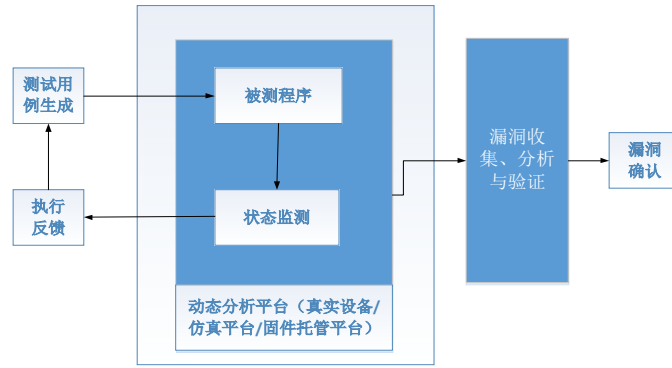 测试用
例生成
被测程序
漏洞收
集、分析
与验证
漏洞
确认
执行
反馈
状态监测
动态分析平台（真实设备/
仿真平台/固件托管平台）